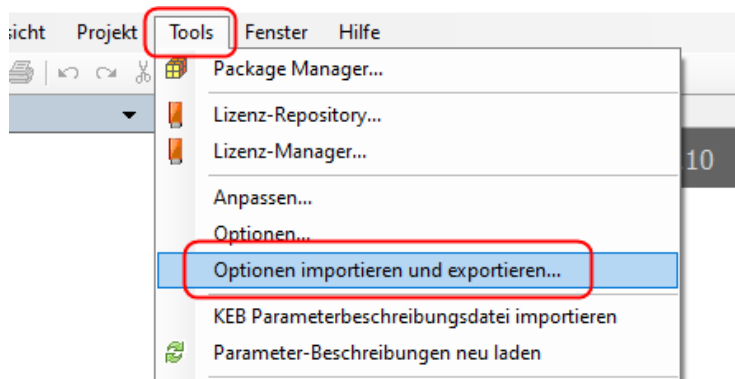 Projekt Tools Fenster Hilfe
Package Manager...
Lizenz-Repository...
Lizenz-Manager...
10
Anpassen...
Optionen...
Optionen importieren und exportieren...
KEB Parameterbeschreibungsdatei importieren
Parameter-Beschreibungen neu laden